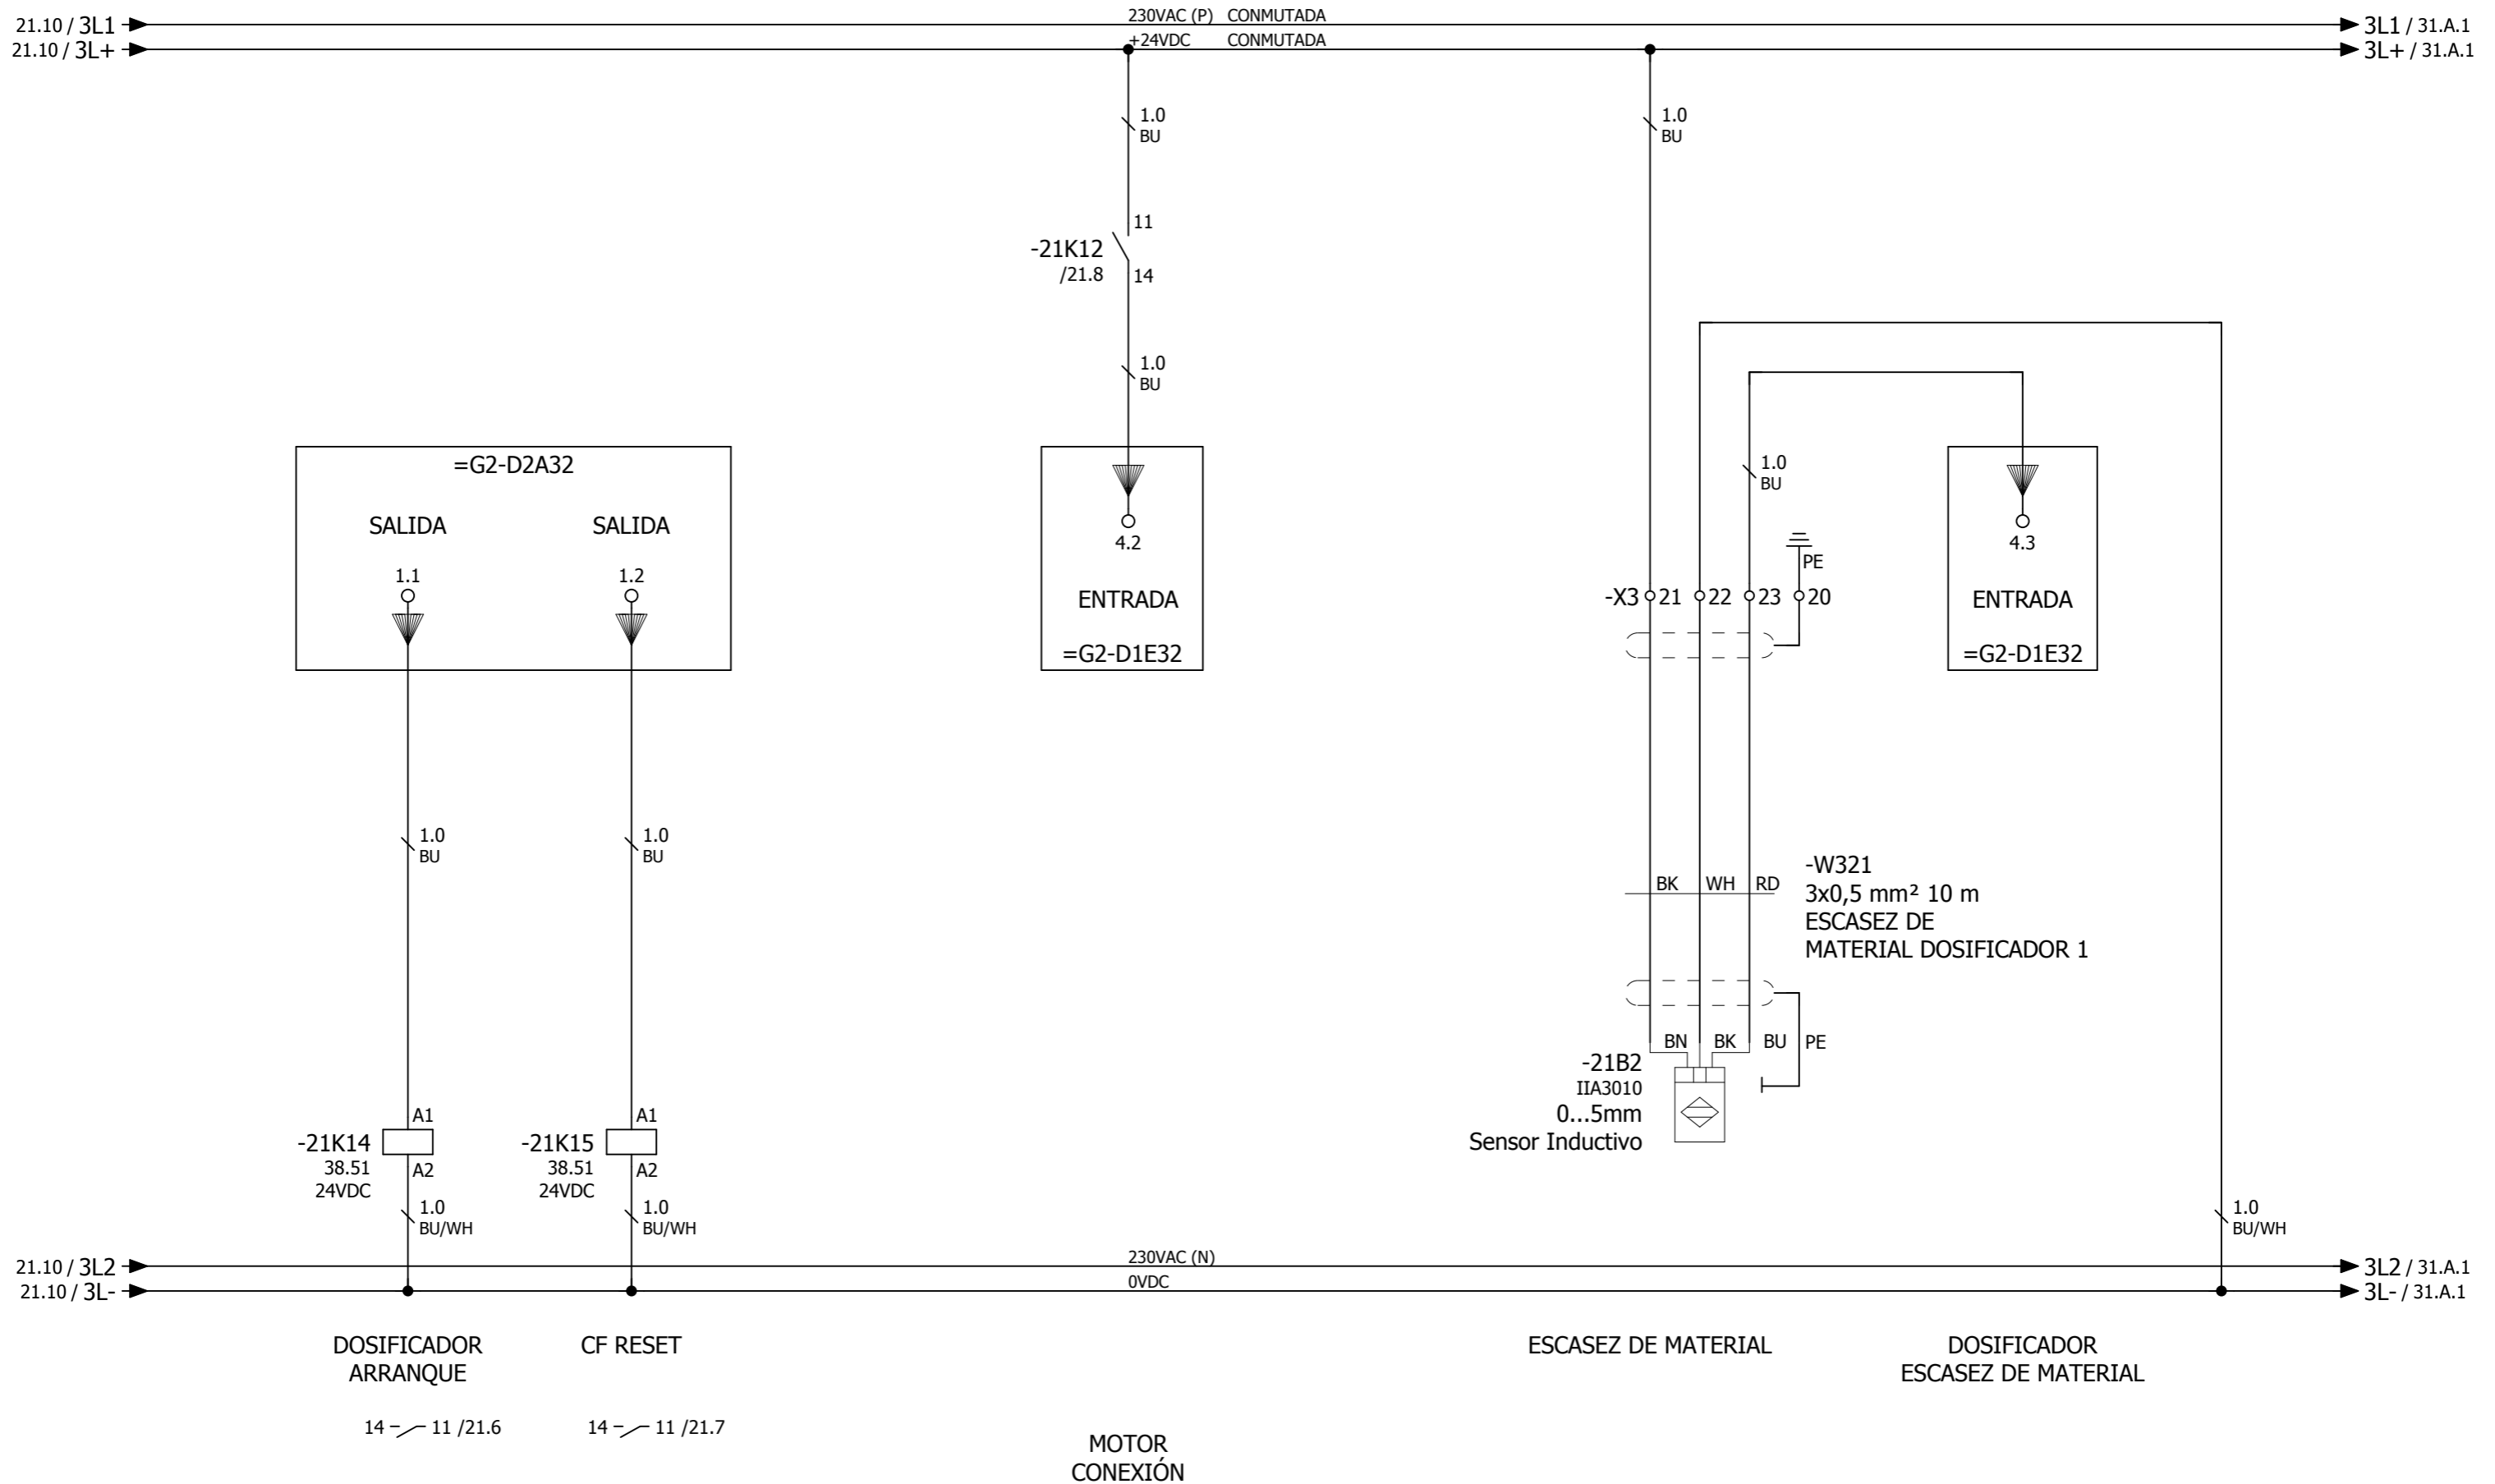 21.10 / 3L1
230VAC (P) CONMUTADA
3L1 / 31.A.1
21.10 / 3L+
+24VDC CONMUTADA
3L+ / 31.A.1
1.0
BU
1.0
BU
11
-21K12
/21.8
14
1.0
BU
=G2-D2A32
SALIDA
SALIDA
1.1
1.2
4.2
ENTRADA
=G2-D1E32
1.0
BU
PE
-X3 21 22 23 20
4.3
ENTRADA
=G2-D1E32
1.0
BU
1.0
BU
BK WH RD
-W321
3x0,5 mm² 10 m
ESCASEZ DE
MATERIAL DOSIFICADOR 1
BN BK BU PE
-21B2
IIA3010
0...5mm
Sensor Inductivo
A1
-21K14
38.51
24VDC
A2
1.0
BU/WH
A1
-21K15
38.51
24VDC
A2
1.0
BU/WH
1.0
BU/WH
21.10 / 3L2
230VAC (N)
3L2 / 31.A.1
21.10 / 3L-
0VDC
3L- / 31.A.1
DOSIFICADOR
ARRANQUE
CF RESET
ESCASEZ DE MATERIAL
DOSIFICADOR
ESCASEZ DE MATERIAL
14 11 /21.6
14 11 /21.7
MOTOR
CONEXIÓN